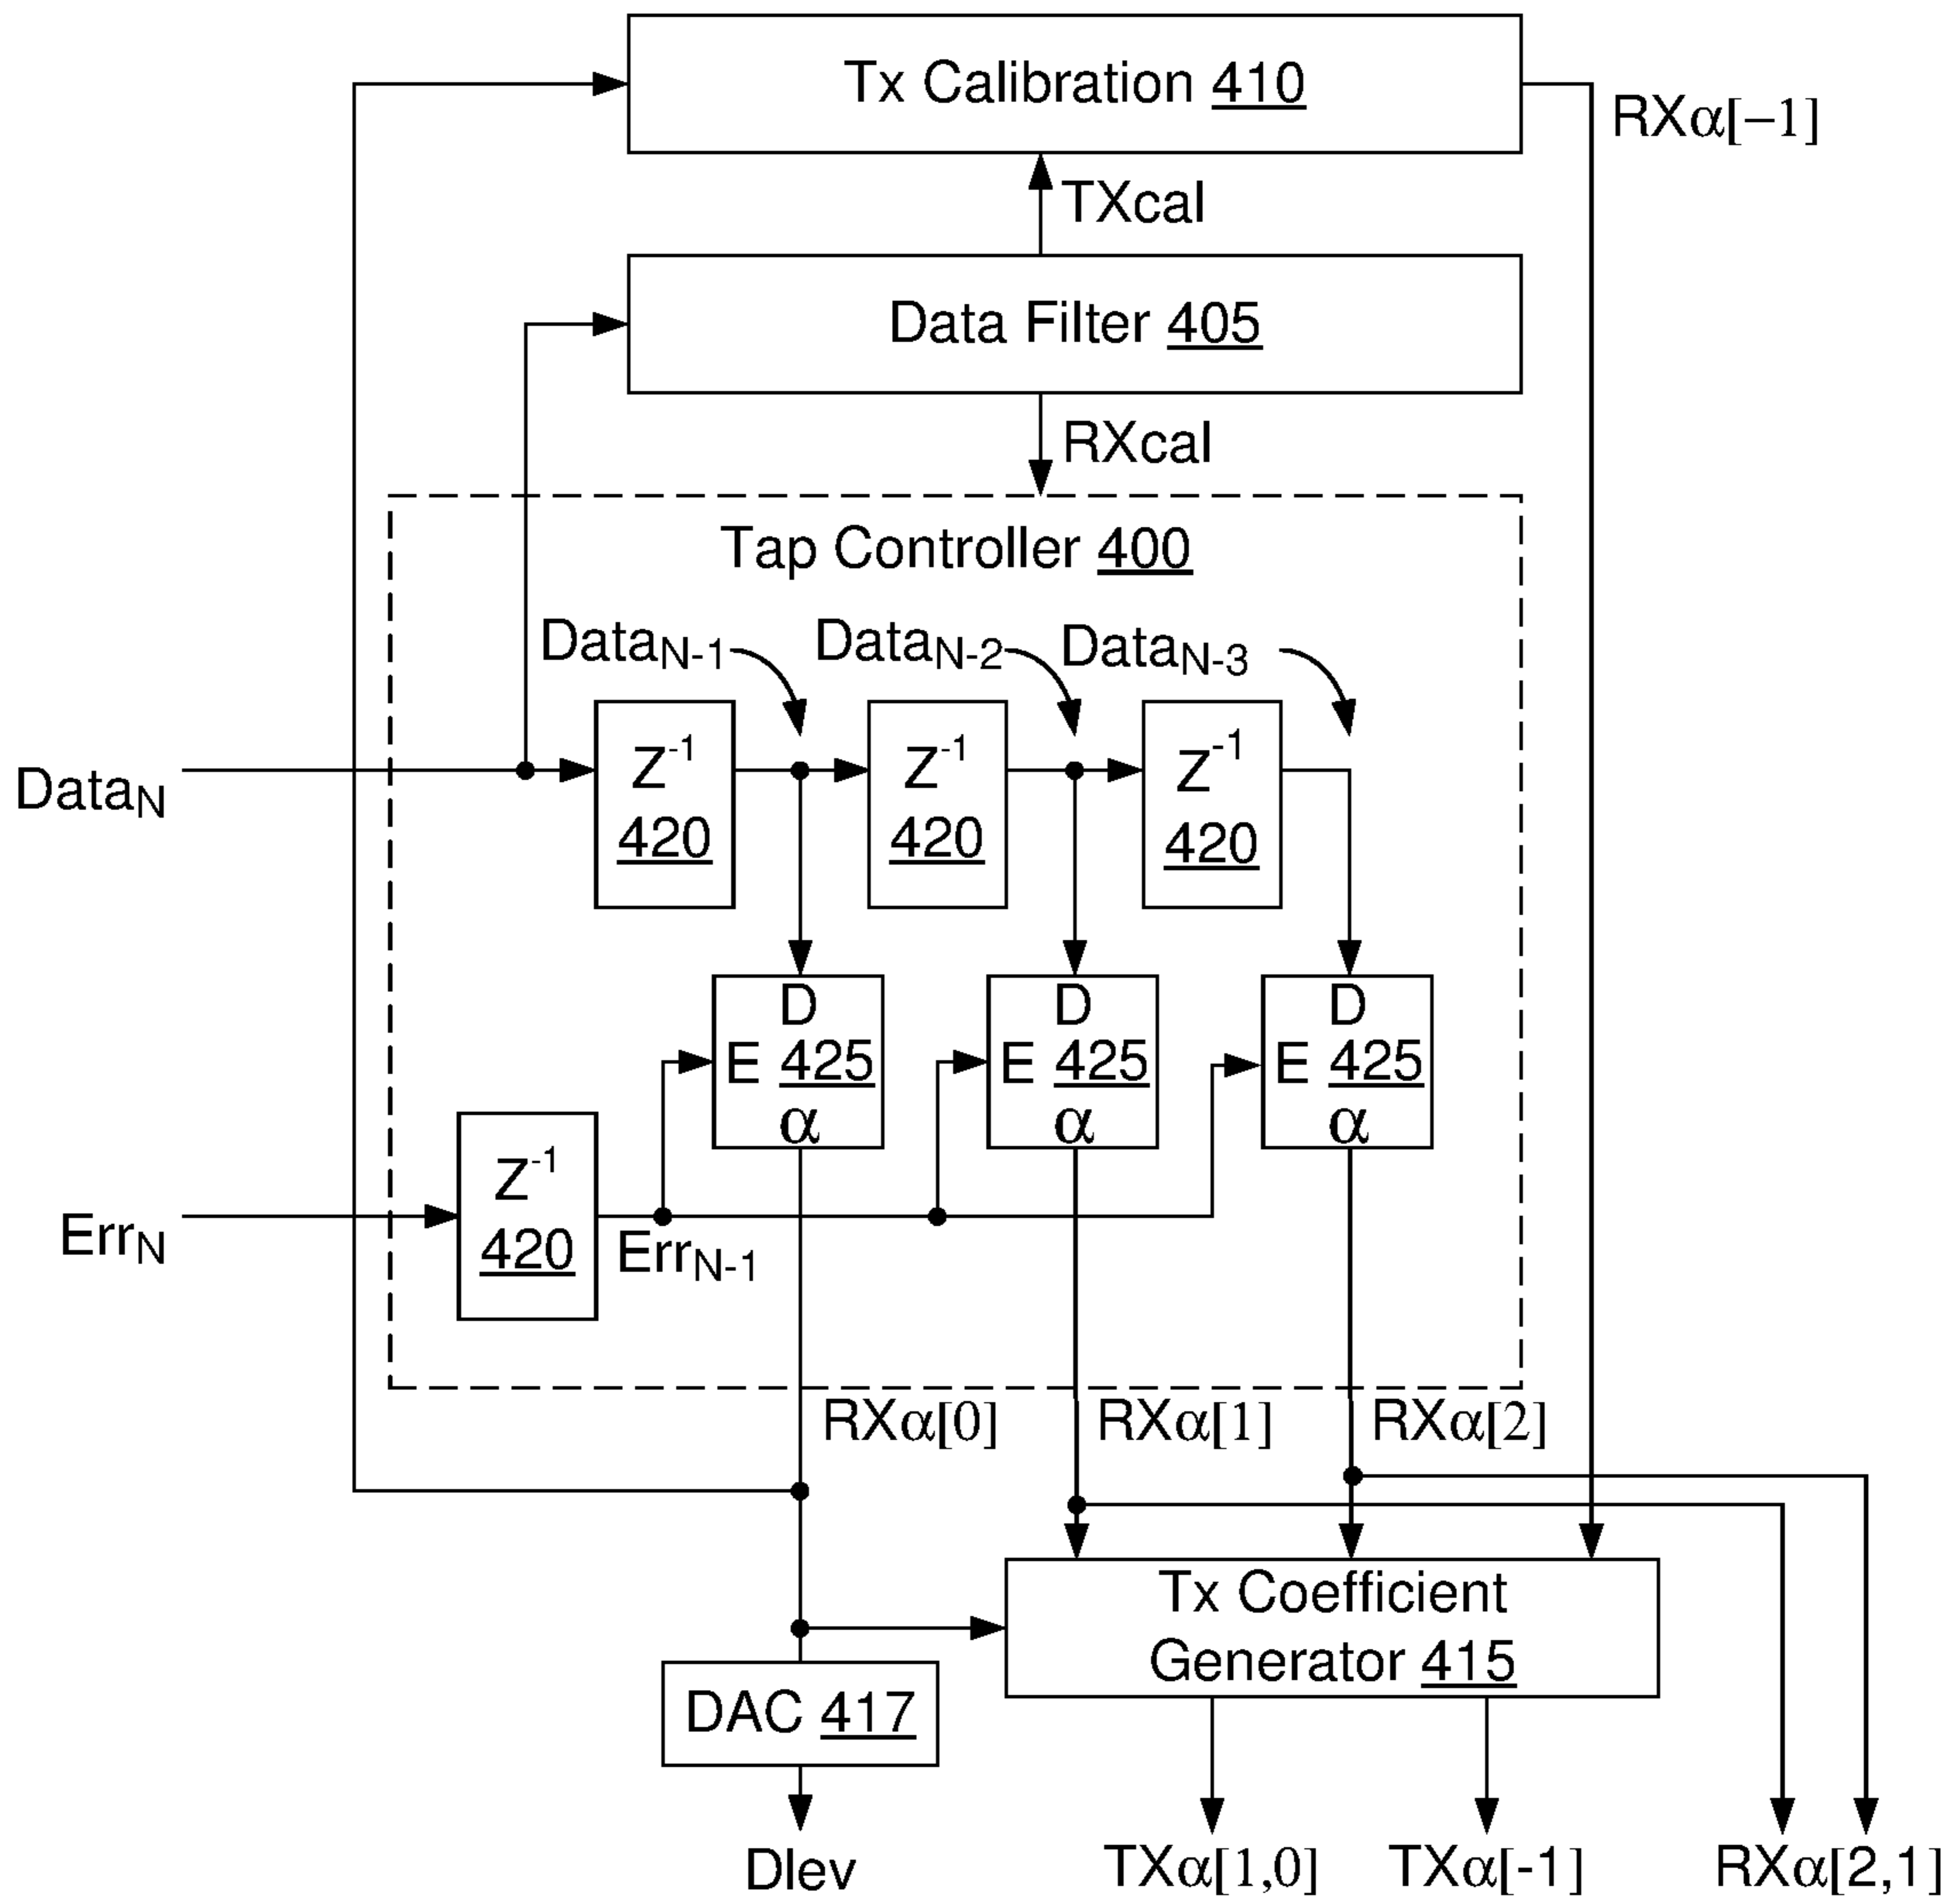 Tx Calibration 410
RXα[−1]
TXcal
Data Filter 405
RXcal
Tap Controller 400
DataN-1
DataN-2
DataN-3
Z-1
420
Z-1
420
Z-1
420
DataN
D
E 425
α
D
E 425
α
D
E 425
α
Z-1
420
ErrN
ErrN-1
RXα[0]
RXα[1]
RXα[2]
Tx Coefficient
Generator 415
DAC 417
Dlev
TXα[1,0]
TXα[-1]
RXα[2,1]